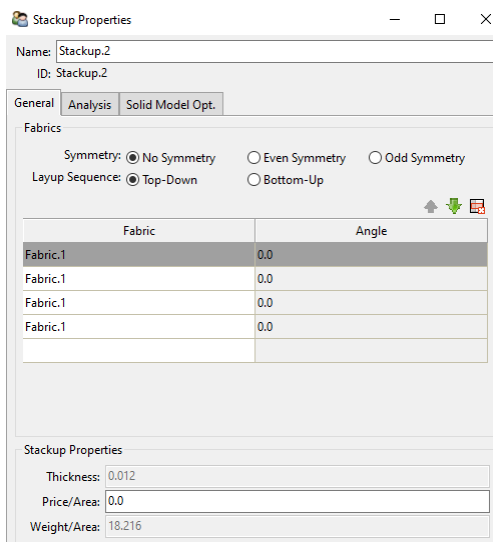 Stackup Properties
Name: Stackup.2
ID: Stackup.2
General Analysis Solid Model Opt.
Fabrics
Symmetry: No Symmetry Even Symmetry Odd Symmetry
Layup Sequence: Top-Down Bottom-Up
Fabric Angle
Fabric.1 0.0
Fabric.1 0.0
Fabric.1 0.0
Fabric.1 0.0
Stackup Properties
Thickness: 0.012
Price/Area: 0.0
Weight/Area: 18.216